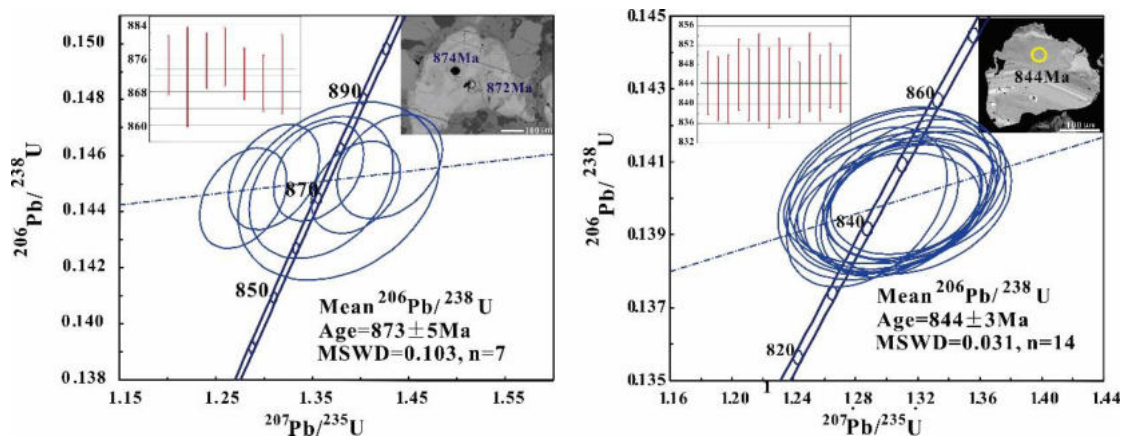 884
876
868
860
874Ma
872Ma
100 um
0.150
0.148
0.146
0.144
0.142
0.140
0.138
890
870
850
Mean ²⁰⁶Pb/²³⁸U
Age=873±5Ma
MSWD=0.103, n=7
1.15
1.25
1.35
1.45
1.55
²⁰⁷Pb/²³⁵U
²⁰⁶Pb/²³⁸U
856
852
848
844
840
836
832
844Ma
100 um
0.145
0.143
0.141
0.139
0.137
0.135
860
840
820
Mean ²⁰⁶Pb/²³⁸U
Age=844±3Ma
MSWD=0.031, n=14
1.16
1.20
1.24
1.28
1.32
1.36
1.40
1.44
²⁰⁷Pb/²³⁵U
²⁰⁶Pb/²³⁸U